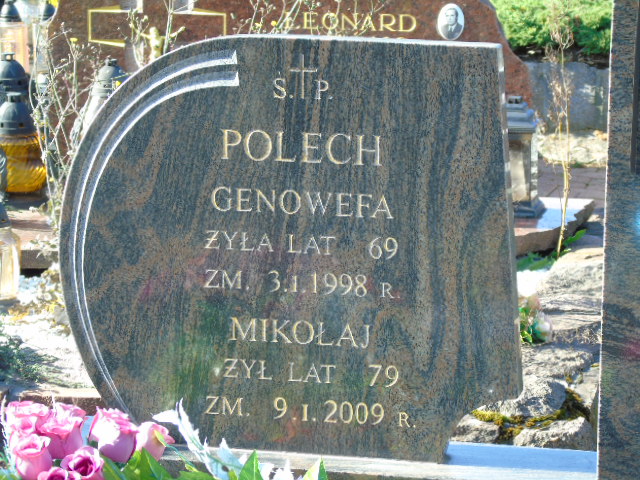 LEONARD
S. P.
POLECH
GENOWEFA
ŻYŁA LAT 69
ZM. 3.I.1998 R.
MIKOŁAJ
ŻYŁ LAT 79
ZM. 9.I.2009 R.